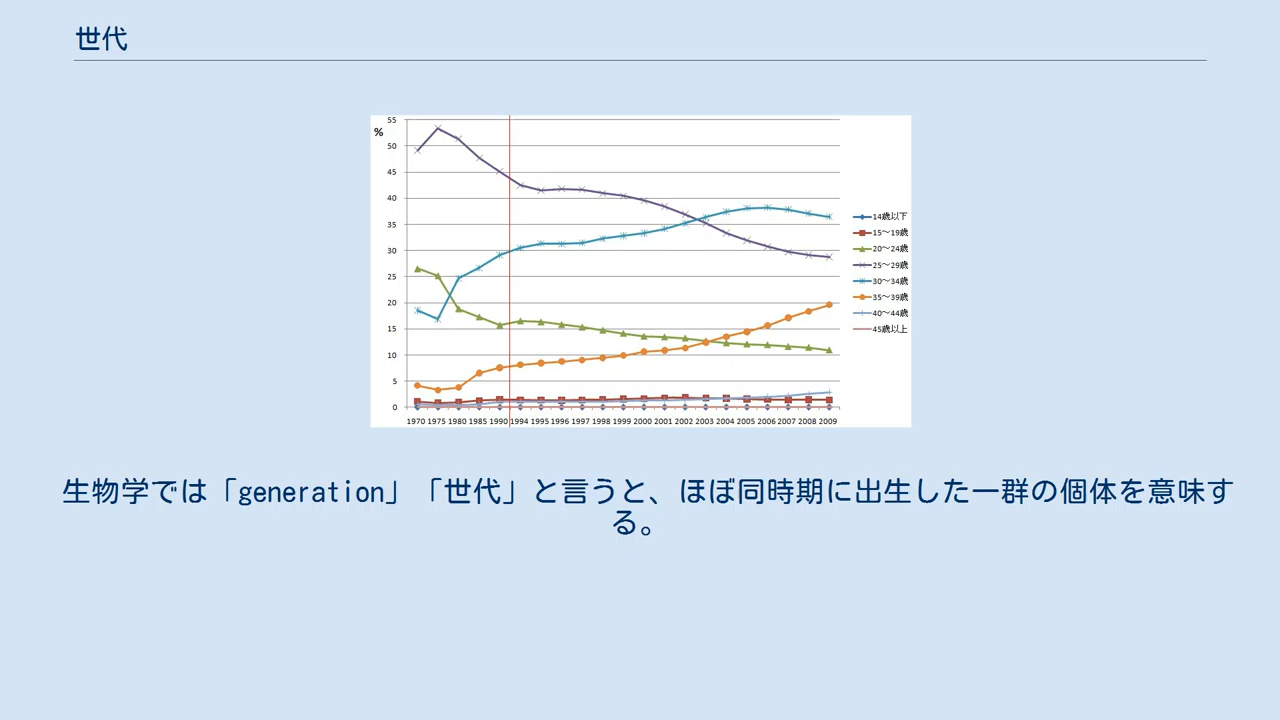 世代
%
55
50
45
40
35
30
25
20
15
10
5
0
1970 1975 1980 1985 1990 1994 1995 1996 1997 1998 1999 2000 2001 2002 2003 2004 2005 2006 2007 2008 2009
14歳以下
15～19歳
20～24歳
25～29歳
30～34歳
35～39歳
40～44歳
45歳以上
生物学では「generation」「世代」と言うと、ほぼ同時期に出生した一群の個体を意味す
る。